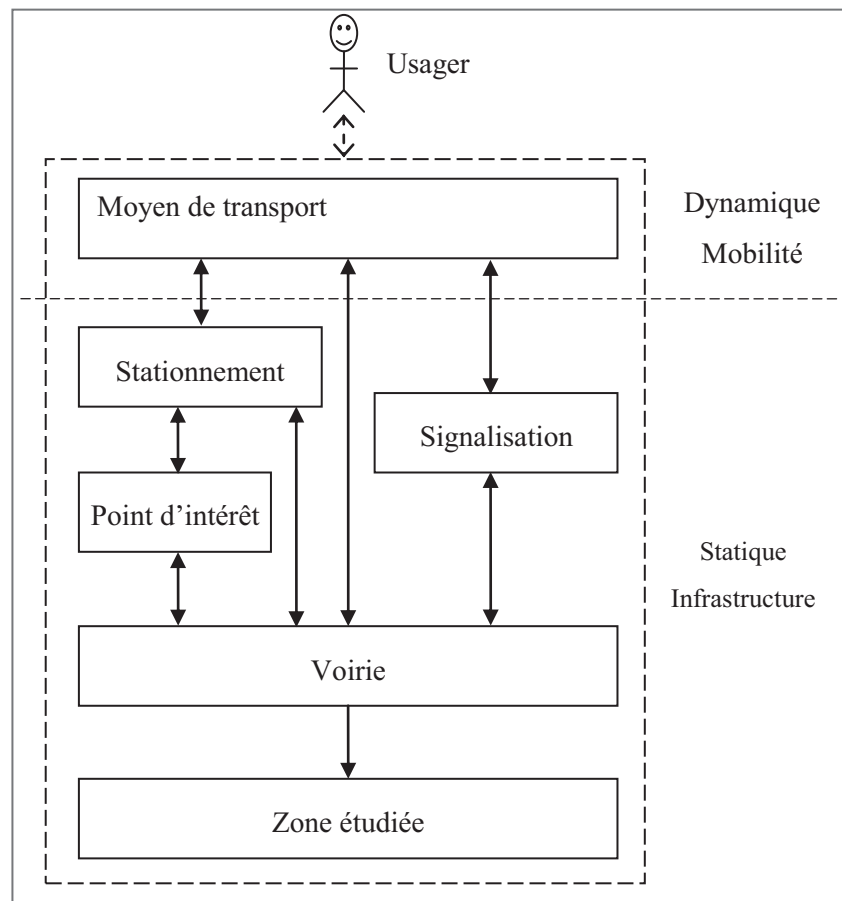 Usager
Moyen de transport
Dynamique
Mobilité
Stationnement
Signalisation
Point d’intérêt
Statique
Infrastructure
Voirie
Zone étudiée